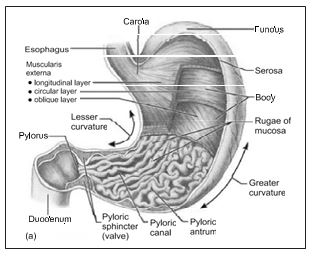 Cardia
Fundus
Esophagus
Muscularis
externa
• longitudinal layer
• circular layer
• oblique layer
Serosa
Body
Lesser
curvature
Rugae of
mucosa
Pylorus
Greater
curvature
Duodenum
Pyloric
sphincter
(valve)
Pyloric
canal
Pyloric
antrum
(a)